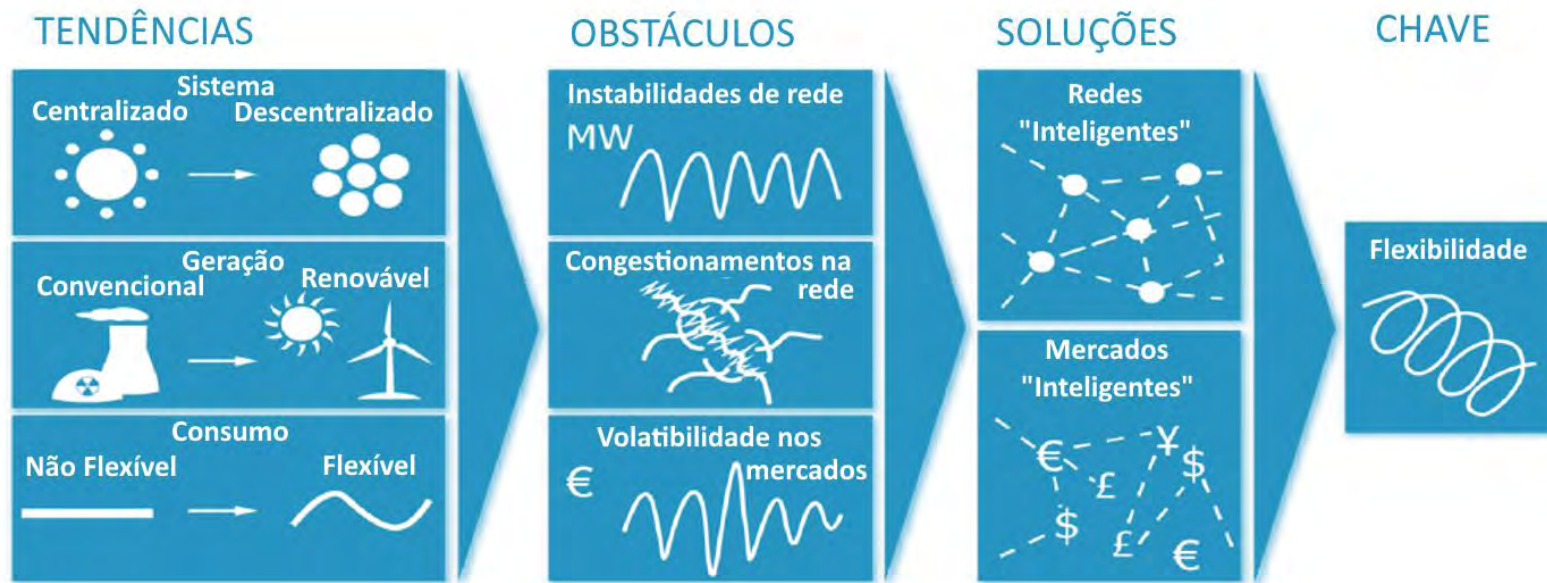 TENDÊNCIAS
Sistema
Centralizado
Descentralizado
Geração
Convencional
Renovável
Consumo
Não Flexível
Flexível
OBSTÁCULOS
Instabilidades de rede
MW
Congestionamentos na
rede
Volatibilidade nos
mercados
€
SOLUÇÕES
Redes
"Inteligentes"
Mercados
"Inteligentes"
€ ¥
£ $
$ £ €
CHAVE
Flexibilidade